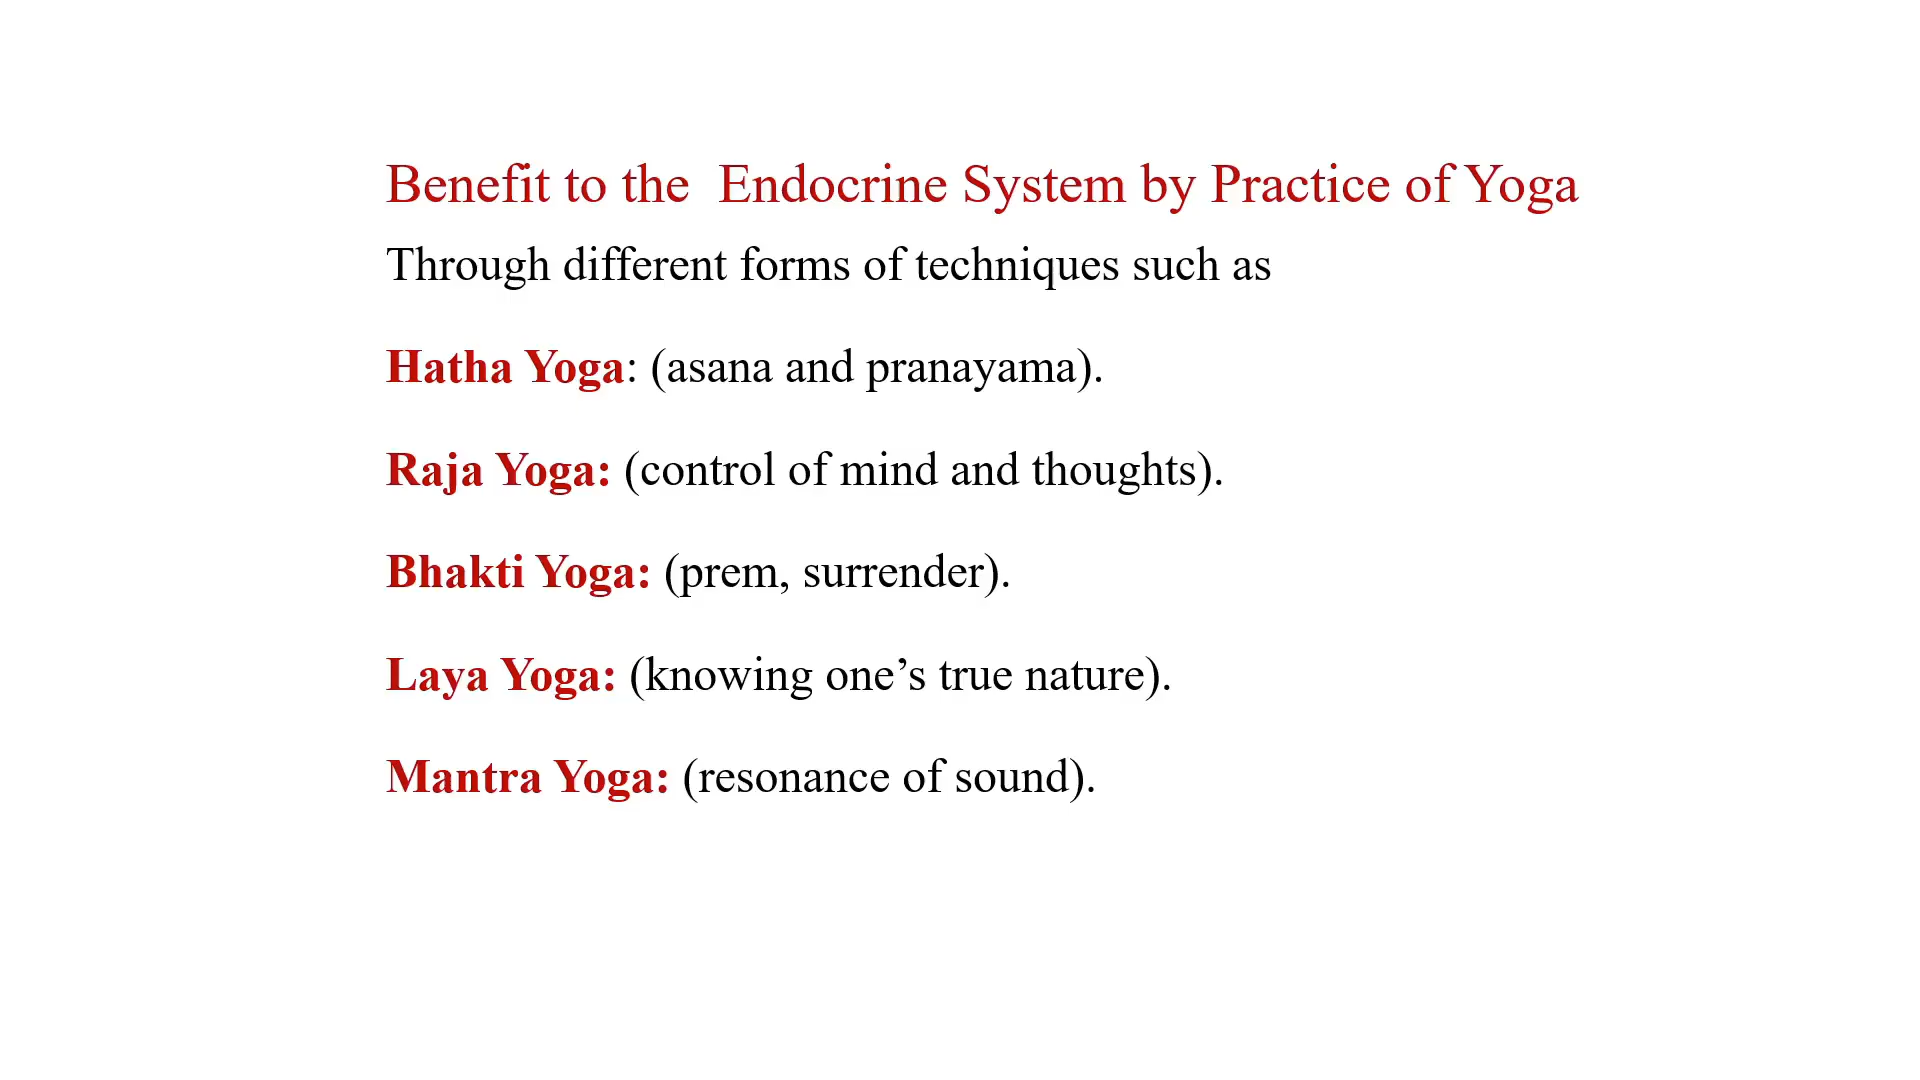 Benefit to the  Endocrine System by Practice of Yoga
Through different forms of techniques such as
Hatha Yoga: (asana and pranayama).
Raja Yoga: (control of mind and thoughts).
Bhakti Yoga: (prem, surrender).
Laya Yoga: (knowing one’s true nature).
Mantra Yoga: (resonance of sound).